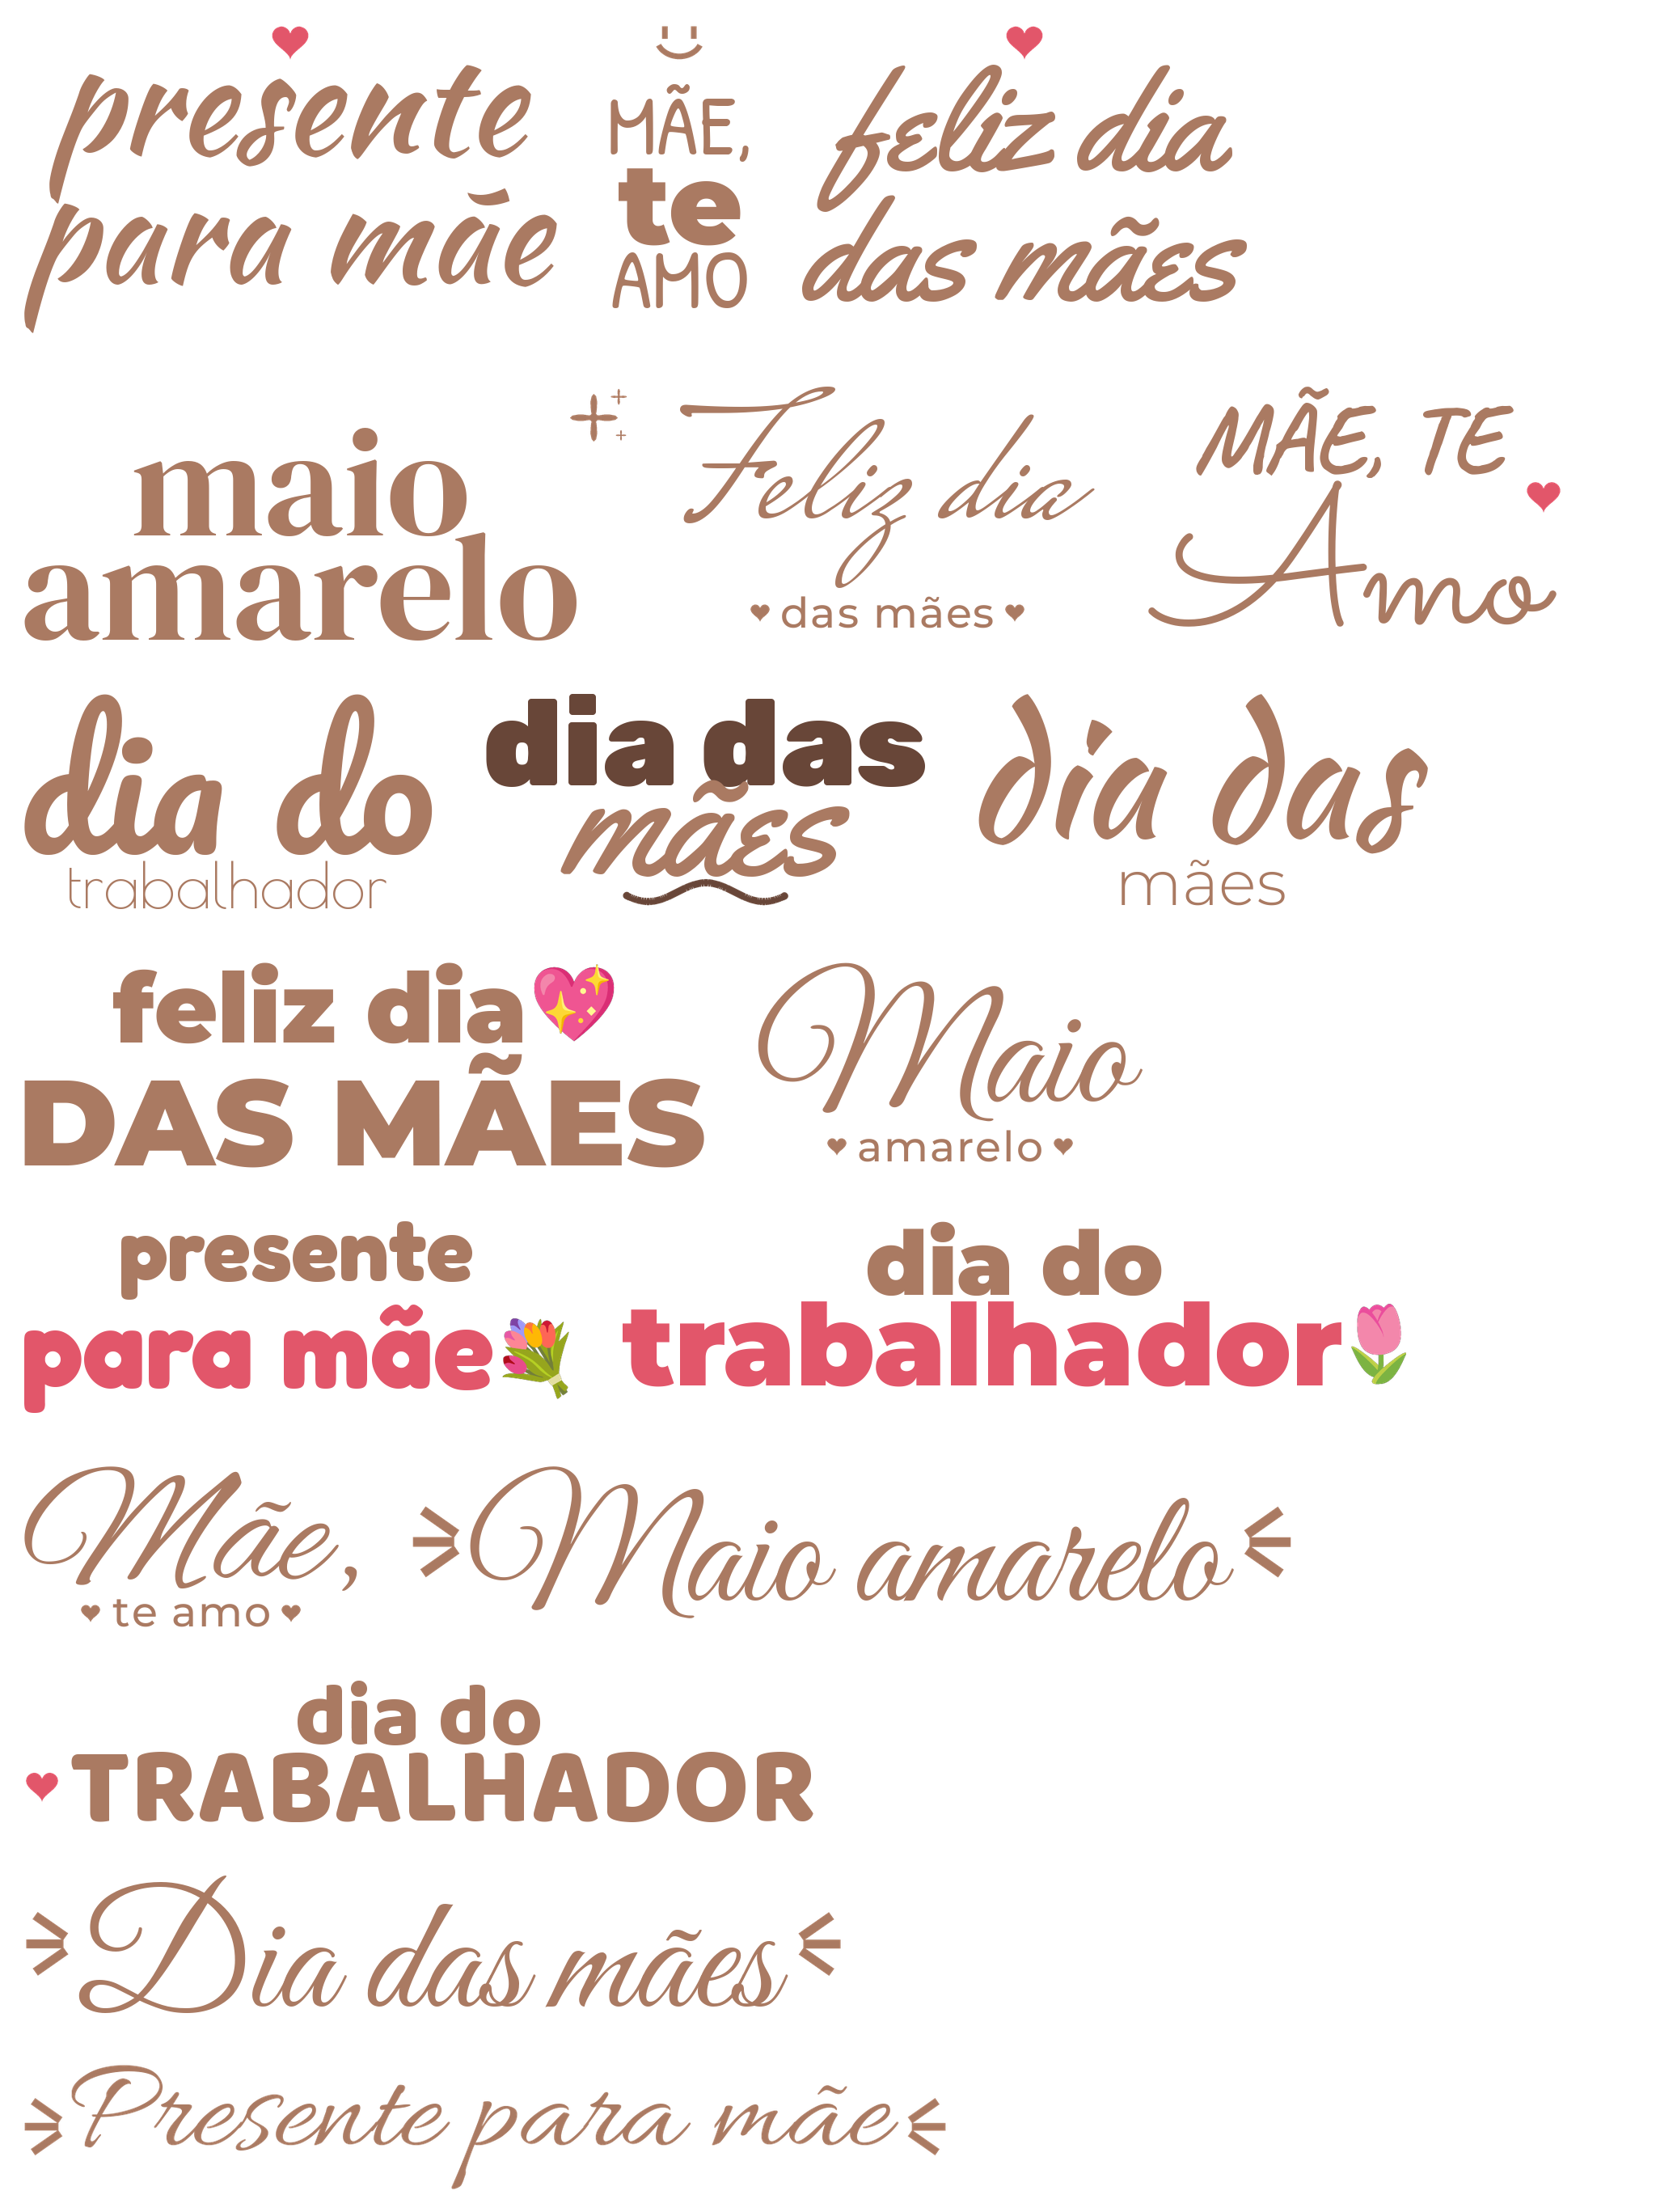 presente
para mãe
MÃE,
te
AMO
feliz dia
das mães
maio
amarelo
Feliz dia
das mães
MÃE, TE
Amo
dia do
trabalhador
dia das
mães
dia das
mães
feliz dia
DAS MÃES
Maio
amarelo
presente
para mãe
dia do
trabalhador
Mãe,
te amo
Maio amarelo
dia do
TRABALHADOR
Dia das mães
Presente para mãe